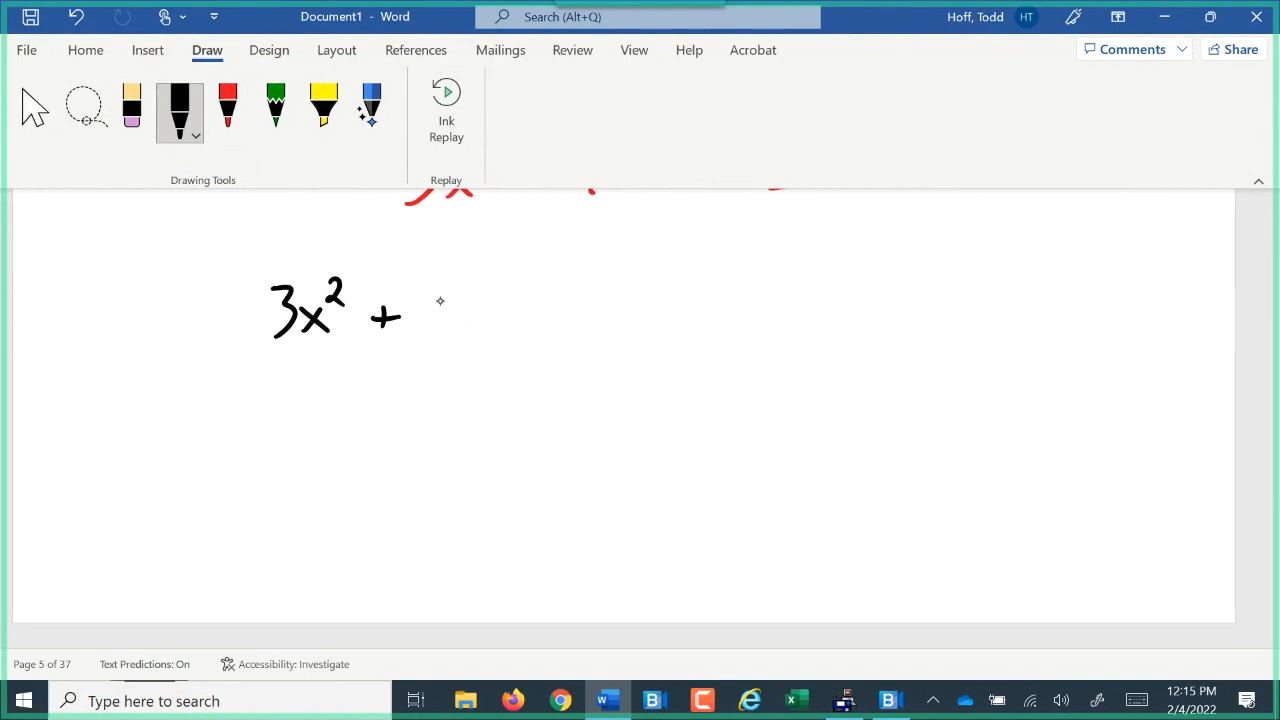 Document1 - Word
Search (Alt+Q)
Hoff, Todd
HT
File Home Insert Draw Design Layout References Mailings Review View Help Acrobat
Comments
Share
Ink
Replay
Drawing Tools
Replay
3x² +
Page 5 of 37
Text Predictions: On
Accessibility: Investigate
Type here to search
12:15 PM
2/4/2022